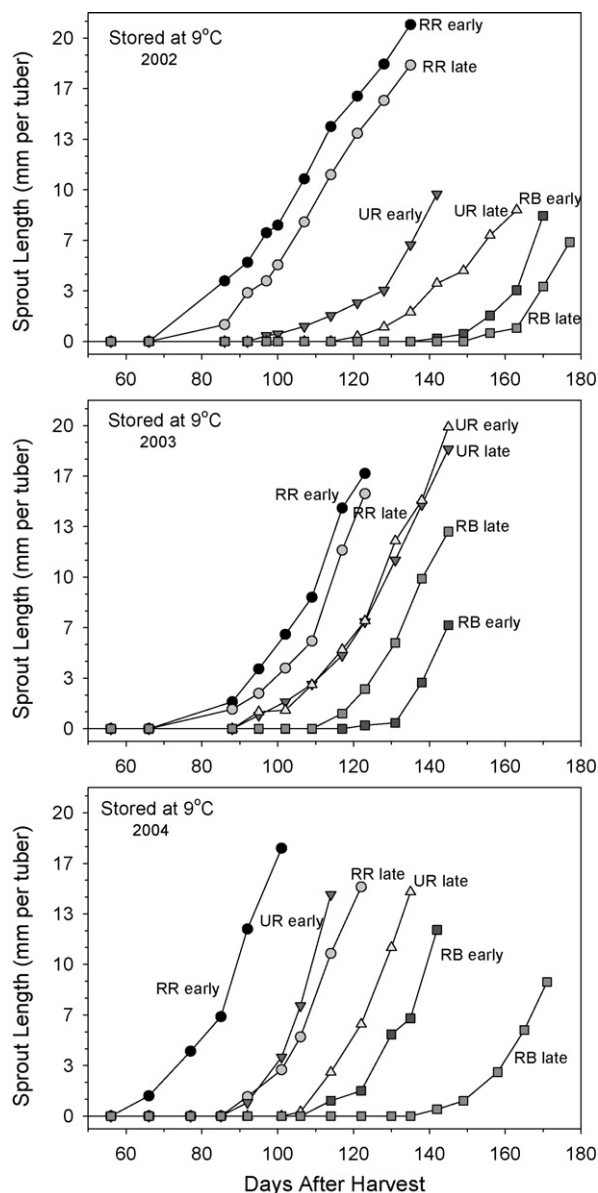 Stored at 9°C
2002
RR early
RR late
UR early
UR late
RB early
RB late
Sprout Length (mm per tuber)
20
17
13
10
7
3
0
60 80 100 120 140 160 180
Stored at 9°C
2003
UR early
UR late
RR early
RR late
RB late
RB early
Sprout Length (mm per tuber)
20
17
13
10
7
3
0
60 80 100 120 140 160 180
Stored at 9°C
2004
RR late
UR late
UR early
RB early
RR early
RB late
Sprout Length (mm per tuber)
20
17
13
10
7
3
0
60 80 100 120 140 160 180
Days After Harvest